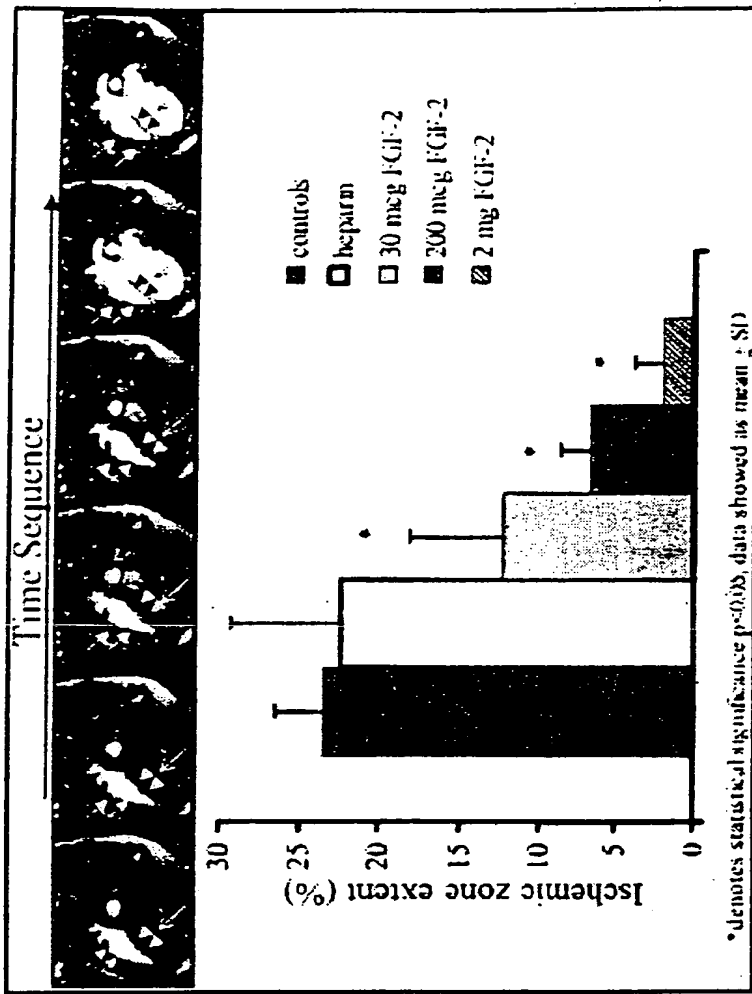 Time Sequence
controls
heparin
30 mcg FGF-2
200 mcg FGF-2
2 mg FGF-2
30
25
20
15
10
5
0
Ischemic zone extent (%)
*
*
*
*denotes statistical significance p<0.05, data showed as mean ± SD